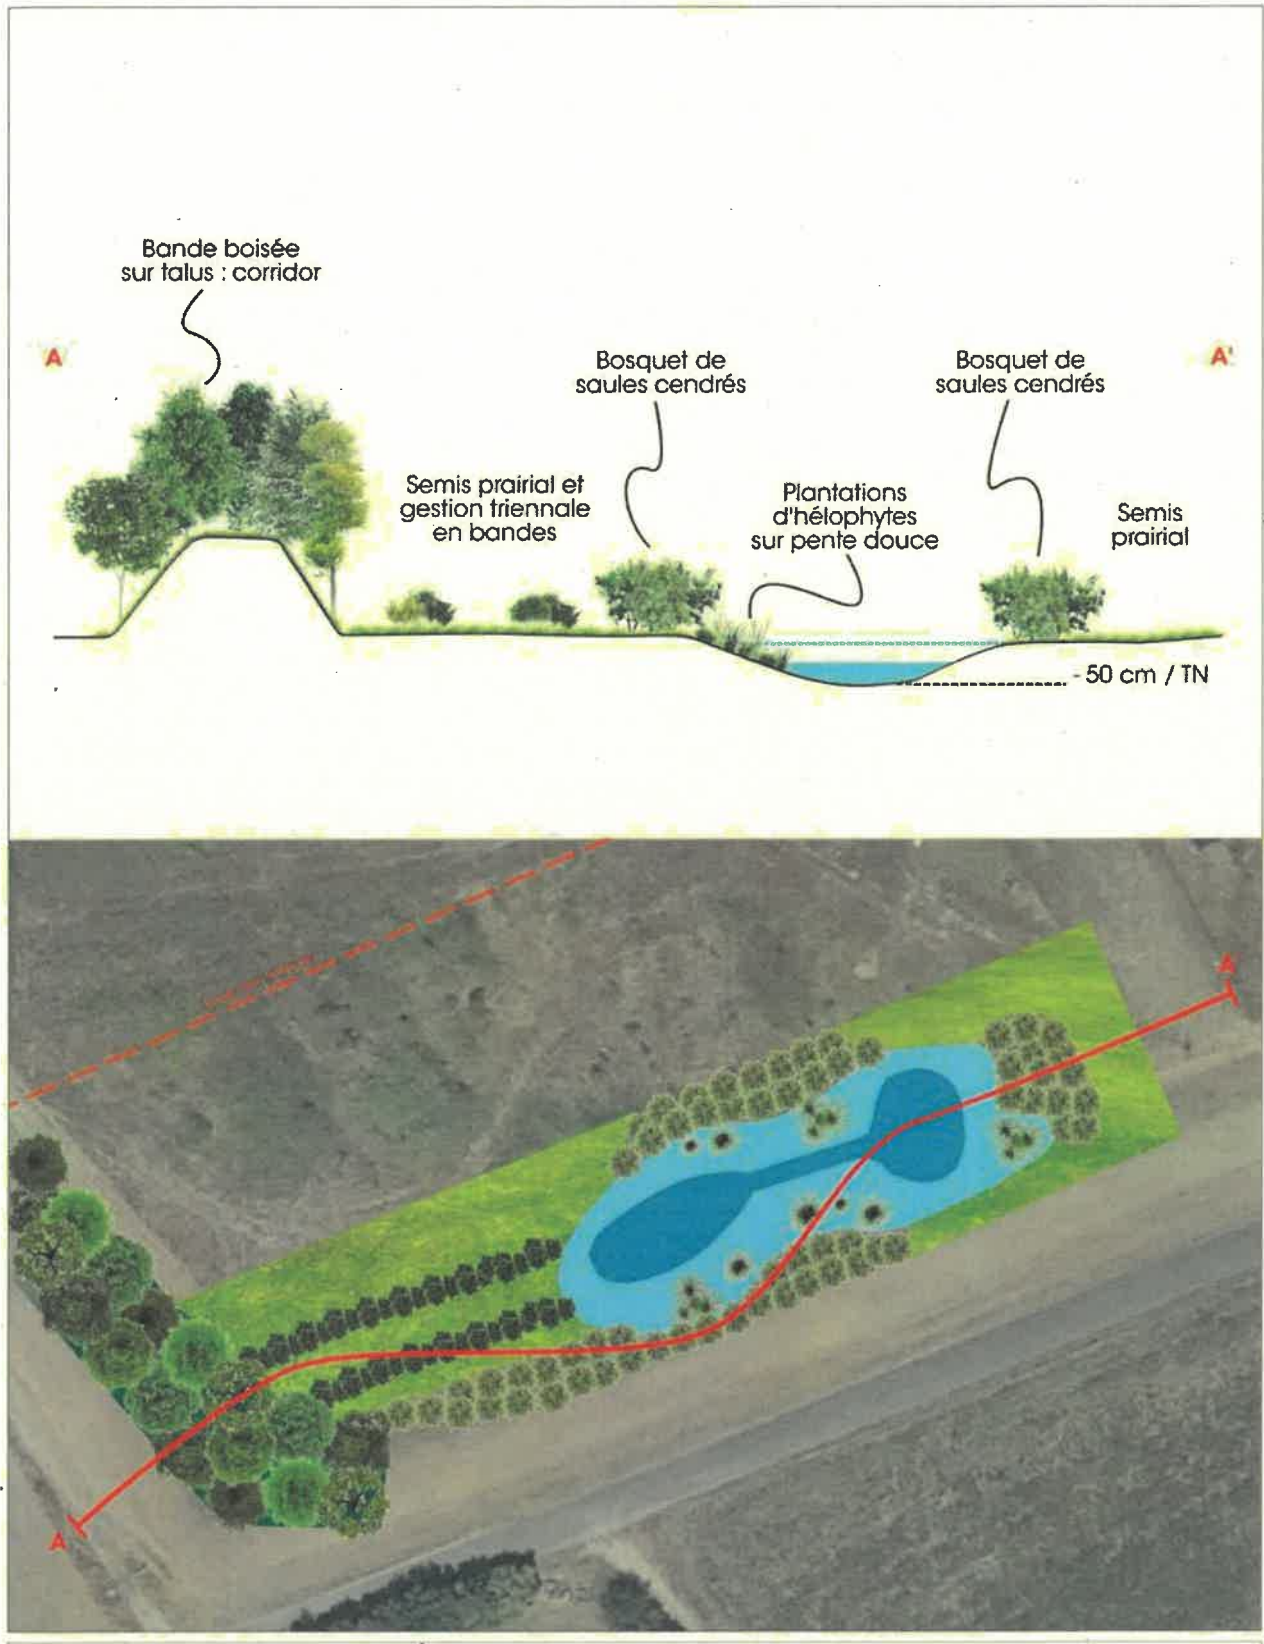 Bande boisée
sur talus : corridor
A
A'
Bosquet de
saules cendrés
Bosquet de
saules cendrés
Semis prairial et
gestion triennale
en bandes
Plantations
d'hélophytes
sur pente douce
Semis
prairial
- 50 cm / TN
A'
A